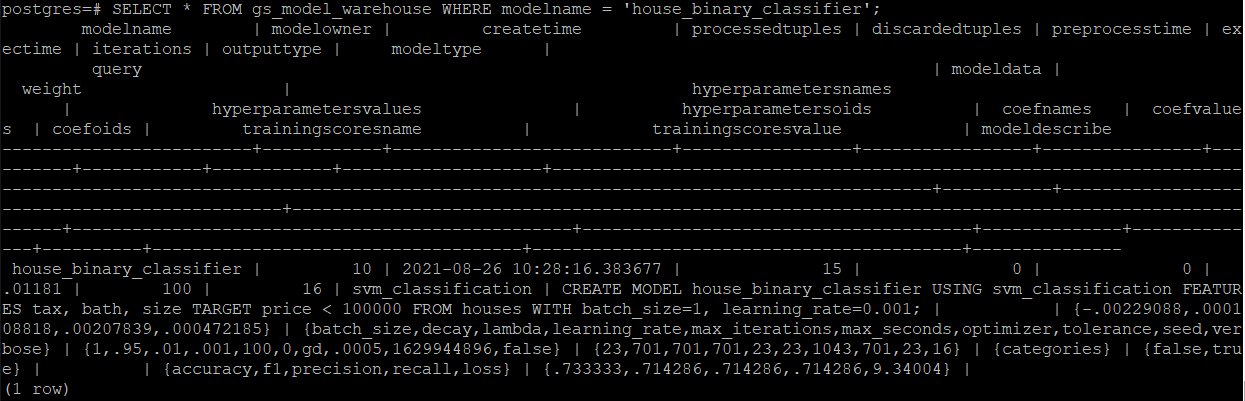 postgres=# SELECT * FROM gs_model_warehouse WHERE modelname = 'house_binary_classifier';
        modelname        | modelowner |         createtime         | processedtuples | discardedtuples | preprocesstime | ex
ectime | iterations | outputtype |     modeltype      |
         query                                                                                | modeldata |
  weight                    |                                        hyperparametersnames
      |              hyperparametersvalues               |          hyperparametersoids          |  coefnames   |  coefvalue
s  | coefoids |         trainingscoresname          |            trainingscoresvalue            | modeldescribe
-------------------------+------------+----------------------------+-----------------+-----------------+----------------+---
-------+------------+------------+--------------------+---------------------------------------------------------------------
---------------------------------------------------------------------------------------------+-----------+------------------
----------------------------+-----------------------------------------------------------------------------------------------
------+--------------------------------------------------+---------------------------------------+--------------+-----------
---+----------+-------------------------------------+-------------------------------------------+---------------
 house_binary_classifier |         10 | 2021-08-26 10:28:16.383677 |              15 |               0 |              0 |
.01181 |        100 |         16 | svm_classification | CREATE MODEL house_binary_classifier USING svm_classification FEATUR
ES tax, bath, size TARGET price < 100000 FROM houses WITH batch_size=1, learning_rate=0.001; |           | {-.00229088,.0001
08818,.00207839,.000472185} | {batch_size,decay,lambda,learning_rate,max_iterations,max_seconds,optimizer,tolerance,seed,ver
bose} | {1,.95,.01,.001,100,0,gd,.0005,1629944896,false} | {23,701,701,701,23,23,1043,701,23,16} | {categories} | {false,tru
e} |          | {accuracy,f1,precision,recall,loss} | {.733333,.714286,.714286,.714286,9.34004} |
(1 row)